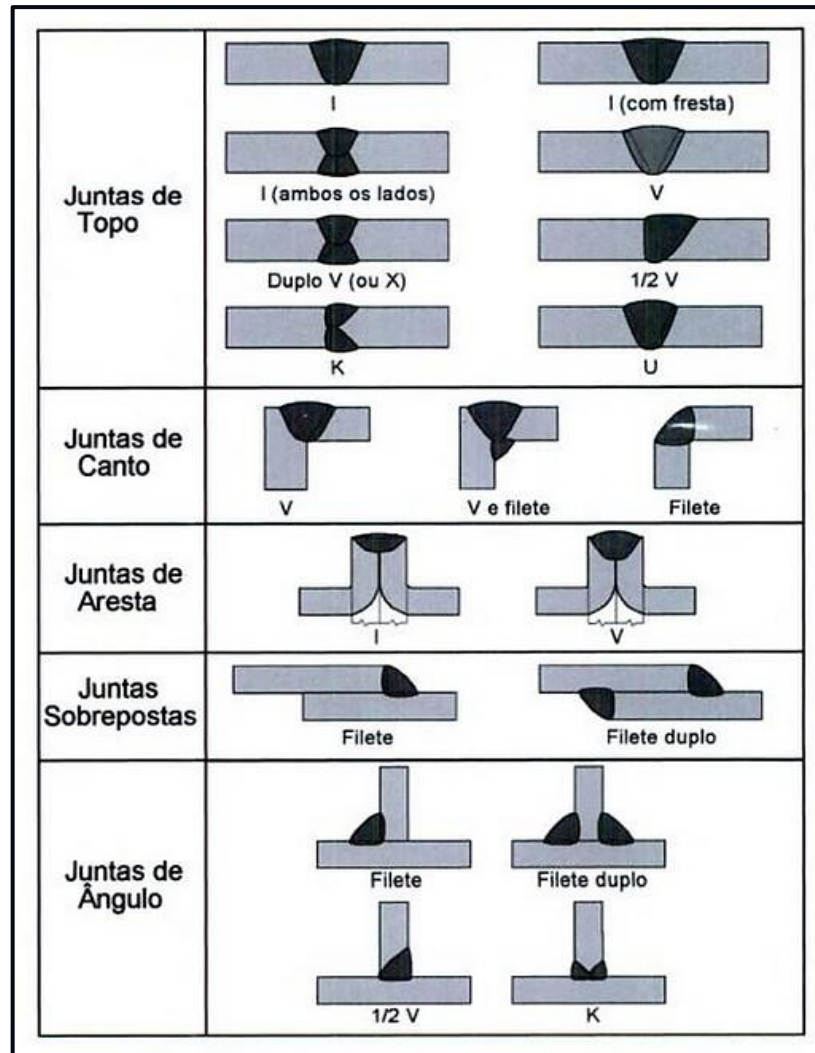 Juntas de
Topo
I
I (com fresta)
I (ambos os lados)
V
Duplo V (ou X)
1/2 V
K
U
Juntas de
Canto
V
V e filete
Filete
Juntas de
Aresta
I
V
Juntas
Sobrepostas
Filete
Filete duplo
Juntas de
Ângulo
Filete
Filete duplo
1/2 V
K